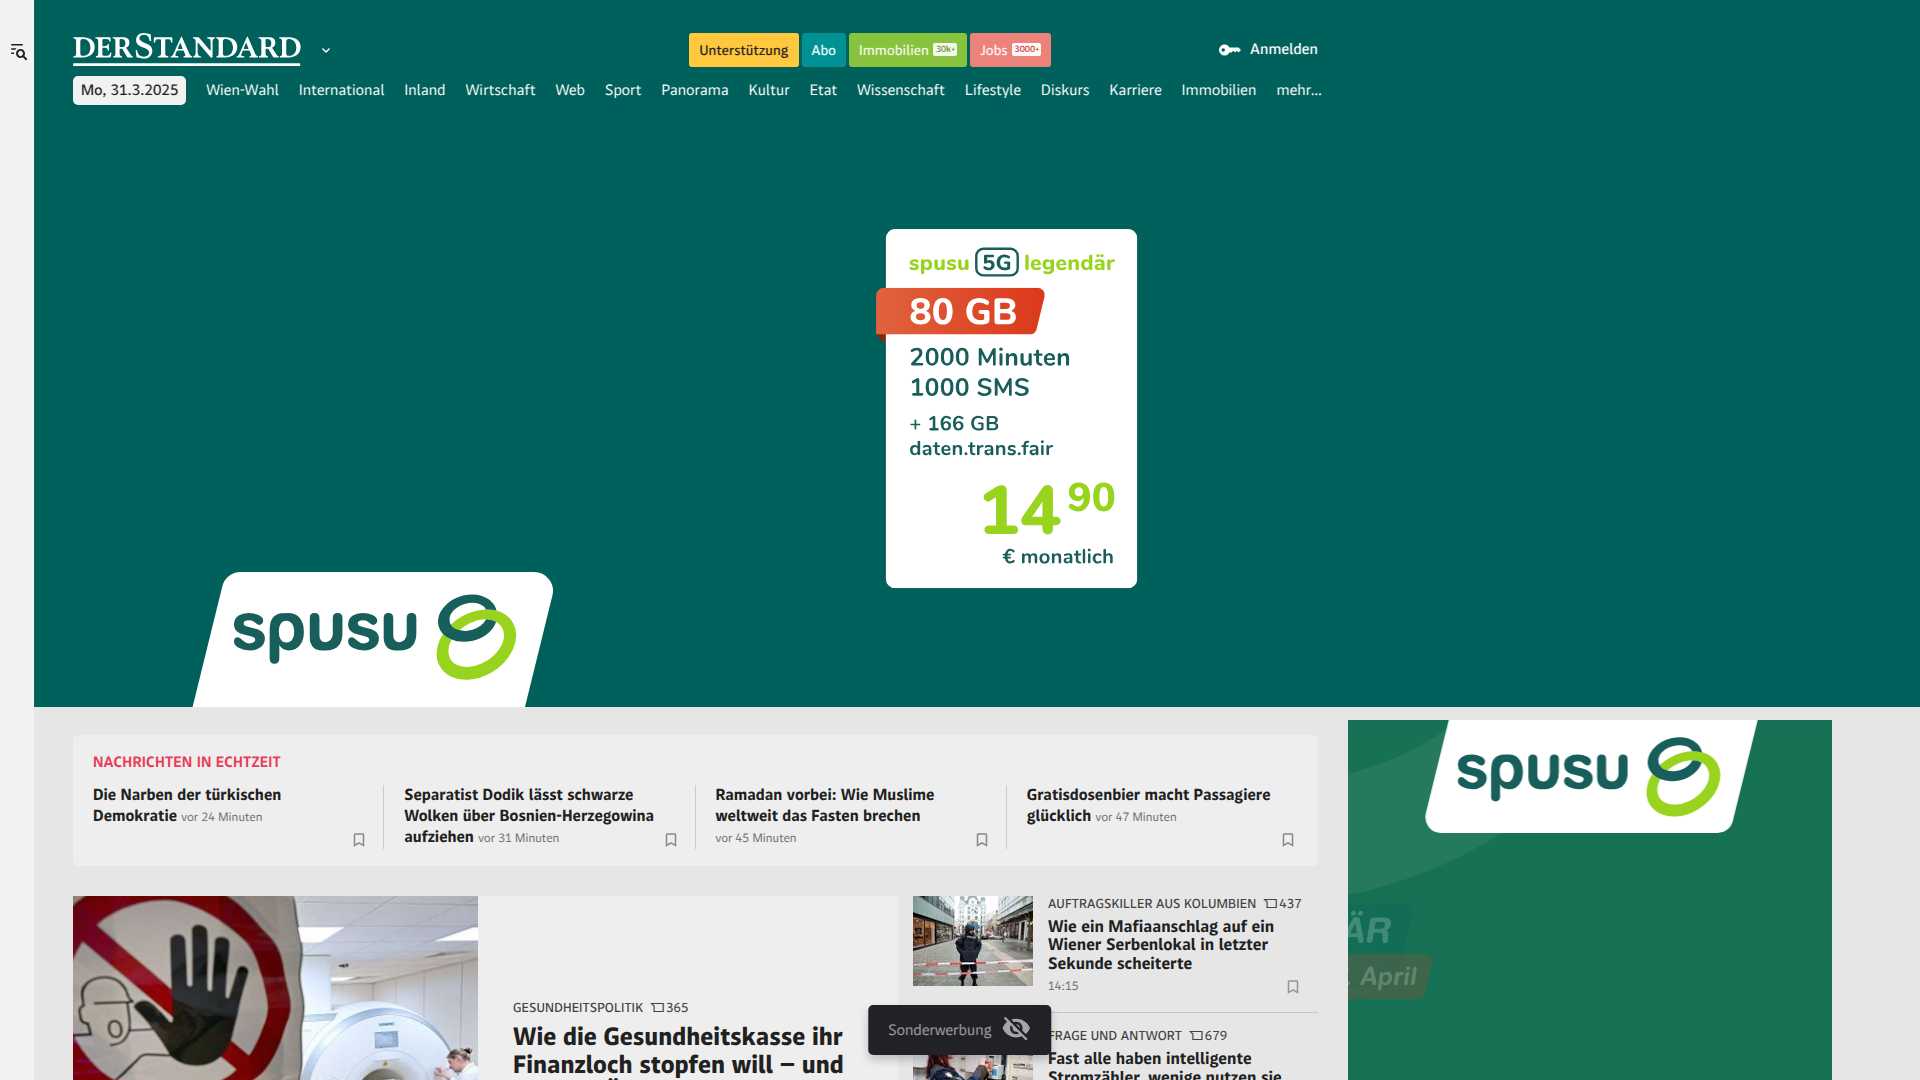 DERSTANDARD
Unterstützung
Abo
Immobilien 30k+
Jobs 3000+
Anmelden
Mo, 31.3.2025
Wien-Wahl
International
Inland
Wirtschaft
Web
Sport
Panorama
Kultur
Etat
Wissenschaft
Lifestyle
Diskurs
Karriere
Immobilien
mehr...
spusu 5G legendär
80 GB
2000 Minuten
1000 SMS
+ 166 GB
daten.trans.fair
14 90
€ monatlich
spusu
NACHRICHTEN IN ECHTZEIT
Die Narben der türkischen
Demokratie vor 24 Minuten
Separatist Dodik lässt schwarze
Wolken über Bosnien-Herzegowina
aufziehen vor 31 Minuten
Ramadan vorbei: Wie Muslime
weltweit das Fasten brechen
vor 45 Minuten
Gratisdosenbier macht Passagiere
glücklich vor 47 Minuten
spusu
ÄR
. April
GESUNDHEITSPOLITIK 365
Wie die Gesundheitskasse ihr
Finanzloch stopfen will – und
AUFTRAGSKILLER AUS KOLUMBIEN 437
Wie ein Mafiaanschlag auf ein
Wiener Serbenlokal in letzter
Sekunde scheiterte
14:15
FRAGE UND ANTWORT 679
Fast alle haben intelligente
Stromzähler, wenige nutzen sie
Sonderwerbung